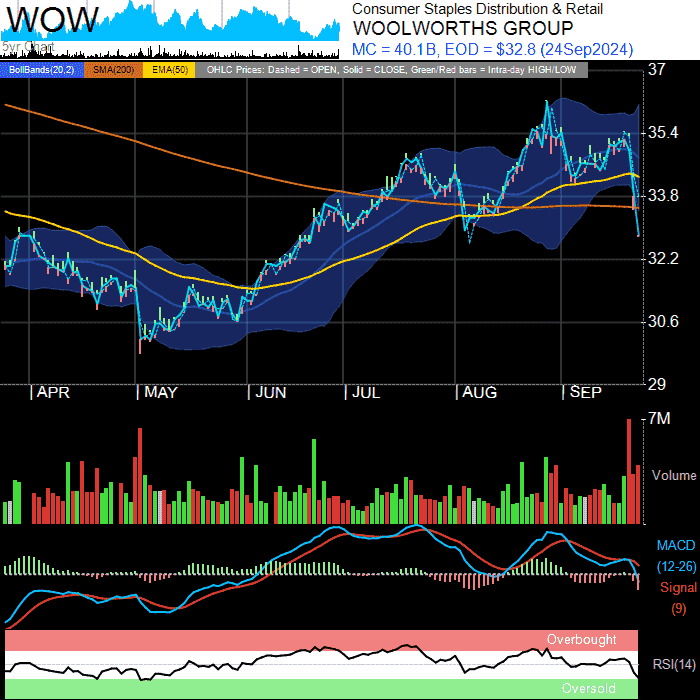 WOW
5yr Chart
Consumer Staples Distribution & Retail
WOOLWORTHS GROUP
MC = 40.1B, EOD = $32.8 (24Sep2024)
BollBands(20,2) SMA(200) EMA(50) OHLC Prices: Dashed = OPEN, Solid = CLOSE, Green/Red bars = Intra-day HIGH/LOW
37
35.4
33.8
32.2
30.6
29
APR MAY JUN JUL AUG SEP
7M
Volume
MACD
(12-26)
Signal
(9)
Overbought
RSI(14)
Oversold